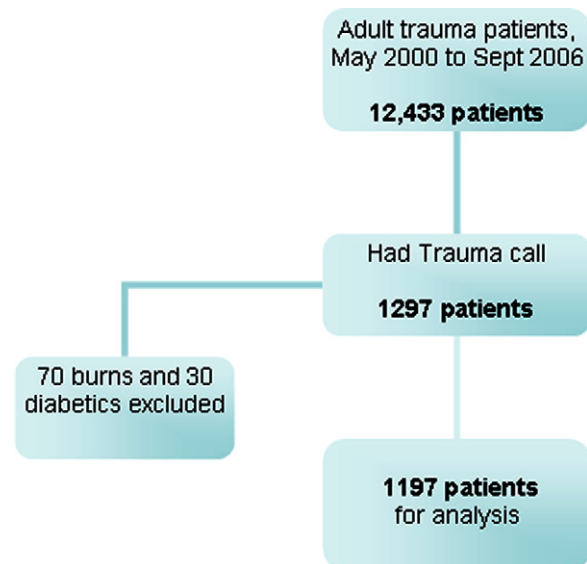 Adult trauma patients,
May 2000 to Sept 2006
12,433 patients
Had Trauma call
1297 patients
70 burns and 30
diabetics excluded
1197 patients
for analysis